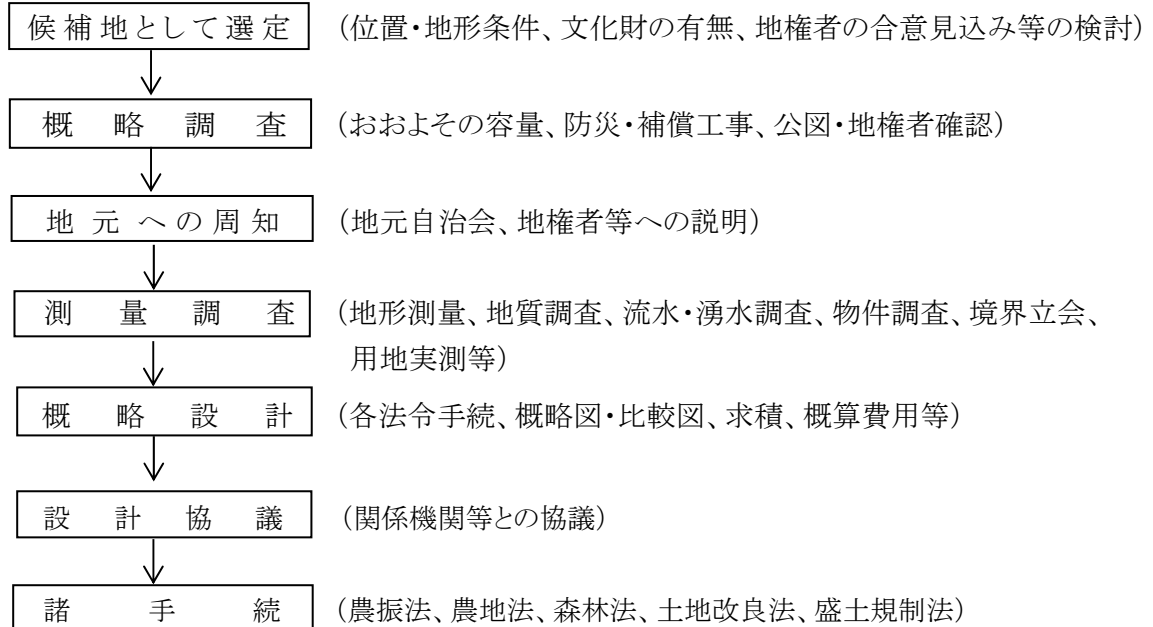 候補地として選定 （位置・地形条件、文化財の有無、地権者の合意見込み等の検討）
概略調査 （おおよその容量、防災・補償工事、公図・地権者確認）
地元への周知 （地元自治会、地権者等への説明）
測量調査 （地形測量、地質調査、流水・湧水調査、物件調査、境界立会、
用地実測等）
概略設計 （各法令手続、概略図・比較図、求積、概算費用等）
設計協議 （関係機関等との協議）
諸手続 （農振法、農地法、森林法、土地改良法、盛土規制法）